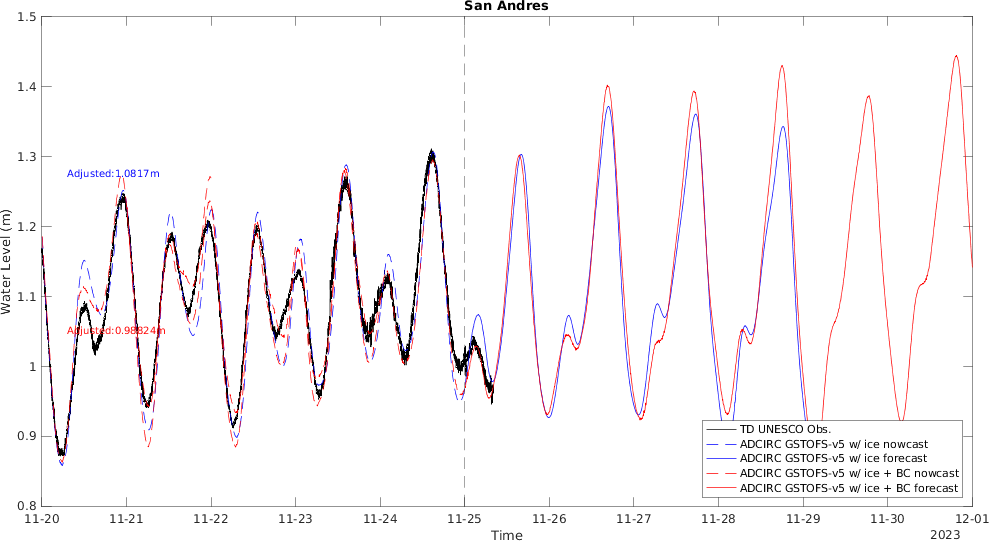 San Andres
1.5
1.4
1.3
1.2
1.1
1
0.9
0.8
Water Level (m)
Adjusted:1.0817m
Adjusted:0.98824m
TD UNESCO Obs.
ADCIRC GSTOFS-v5 w/ ice nowcast
ADCIRC GSTOFS-v5 w/ ice forecast
ADCIRC GSTOFS-v5 w/ ice + BC nowcast
ADCIRC GSTOFS-v5 w/ ice + BC forecast
11-20 11-21 11-22 11-23 11-24 11-25 11-26 11-27 11-28 11-29 11-30 12-01
Time
2023